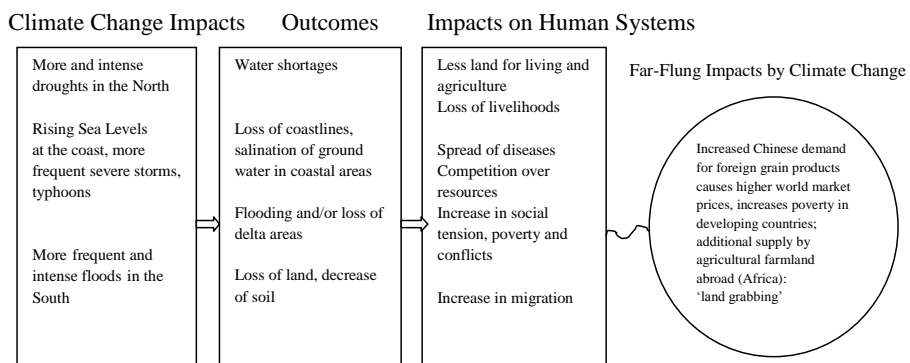 Climate Change Impacts
Outcomes
Impacts on Human Systems
More and intense
droughts in the North
Rising Sea Levels
at the coast, more
frequent severe storms,
typhoons
More frequent and
intense floods in the
South
Water shortages
Loss of coastlines,
salination of ground
water in coastal areas
Flooding and/or loss of
delta areas
Loss of land, decrease
of soil
Less land for living and
agriculture
Loss of livelihoods
Spread of diseases
Competition over
resources
Increase in social
tension, poverty and
conflicts
Increase in migration
Far-Flung Impacts by Climate Change
Increased Chinese demand
for foreign grain products
causes higher world market
prices, increases poverty in
developing countries;
additional supply by
agricultural farmland
abroad (Africa):
‘land grabbing’